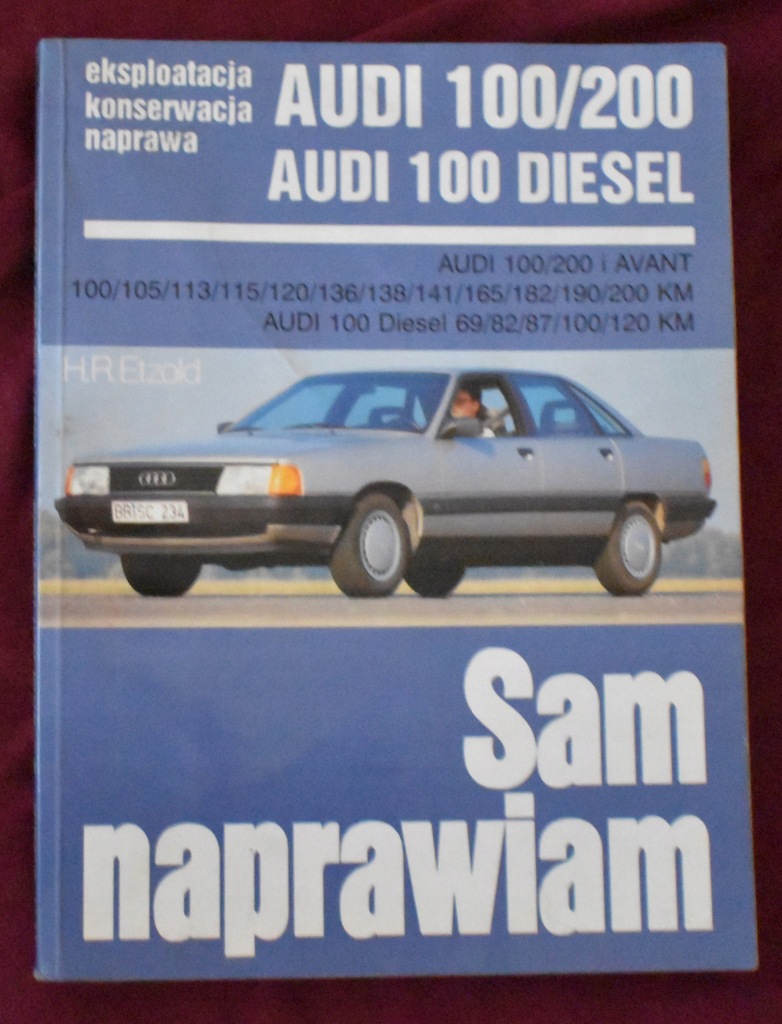 eksploatacja
konserwacja
naprawa
AUDI 100/200
AUDI 100 DIESEL
AUDI 100/200 i AVANT
100/105/113/115/120/136/138/141/165/182/190/200 KM
AUDI 100 Diesel 69/82/87/100/120 KM
H.R.Etzold
BB SC 234
Sam
naprawiam